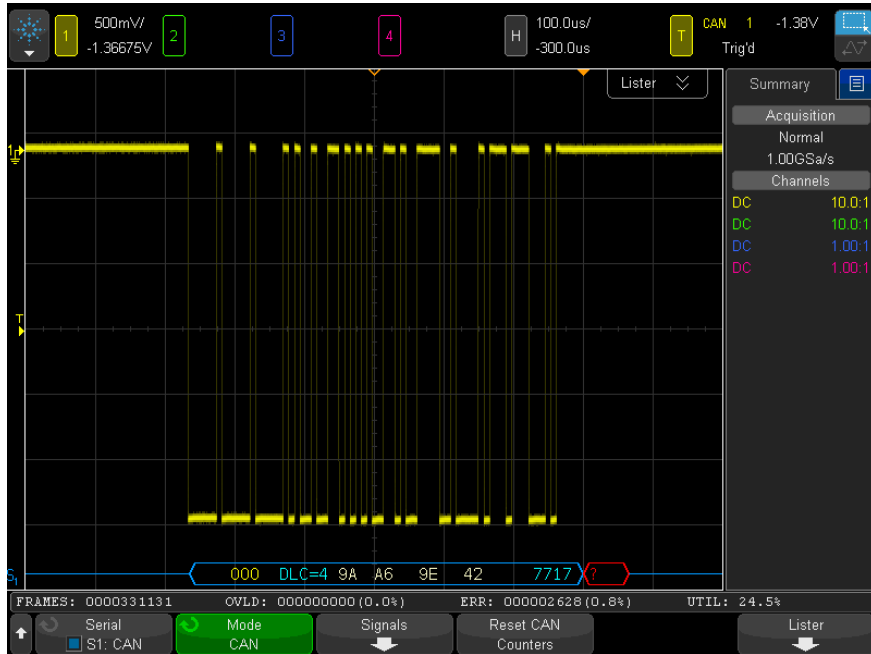 1 500mV/ -1.36675V 2 3 4 H 100.0us/ -300.0us T CAN 1 -1.38V Trig'd
Lister
Summary
Acquisition
Normal
1.00GSa/s
Channels
DC 10.0:1
DC 10.0:1
DC 1.00:1
DC 1.00:1
1
T
S1 000 DLC=4 9A A6 9E 42 7717 ?
FRAMES: 0000331131 OVLD: 000000000(0.0%) ERR: 000002628(0.8%) UTIL: 24.5%
Serial Mode Signals Reset CAN Lister
S1: CAN CAN Counters